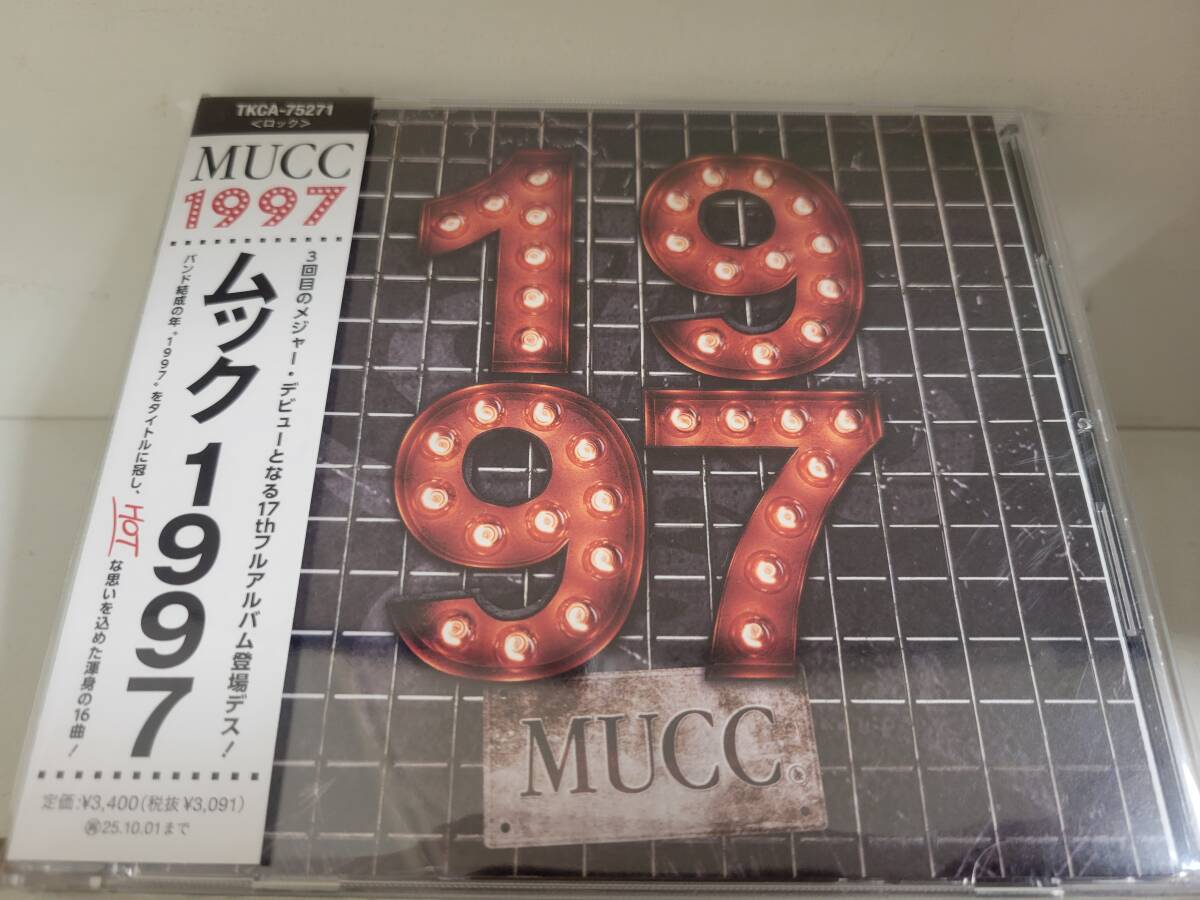 TKCA-75271
<ロック>
MUCC
1997
ムック 1997
3回目のメジャー・デビューとなる17thフルアルバム登場デス!
バンド結成の年“1997”をタイトルに冠し、HOTな思いを込めた渾身の16曲!
定価:¥3,400(税抜¥3,091)
㊢25.10.01まで
19
97
MUCC